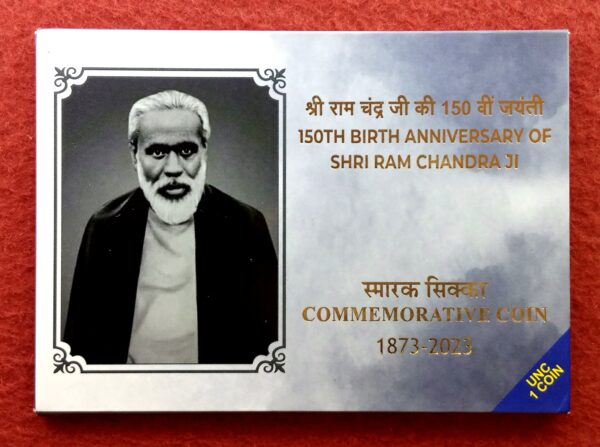 श्री राम चंद्र जी की 150 वीं जयंती
150TH BIRTH ANNIVERSARY OF
SHRI RAM CHANDRA JI
स्मारक सिक्का
COMMEMORATIVE COIN
1873-2023
UNC
1 COIN